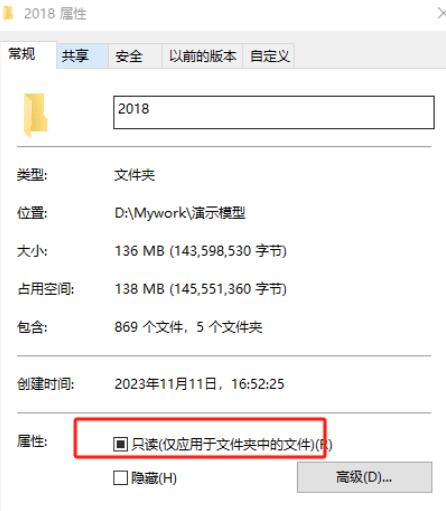 2018 属性
常规 共享 安全 以前的版本 自定义
2018
类型: 文件夹
位置: D:\Mywork\演示模型
大小: 136 MB (143,598,530 字节)
占用空间: 138 MB (145,551,360 字节)
包含: 869 个文件，5 个文件夹
创建时间: 2023年11月11日，16:52:25
属性: 只读(仅应用于文件夹中的文件)(R)
隐藏(H) 高级(D)...